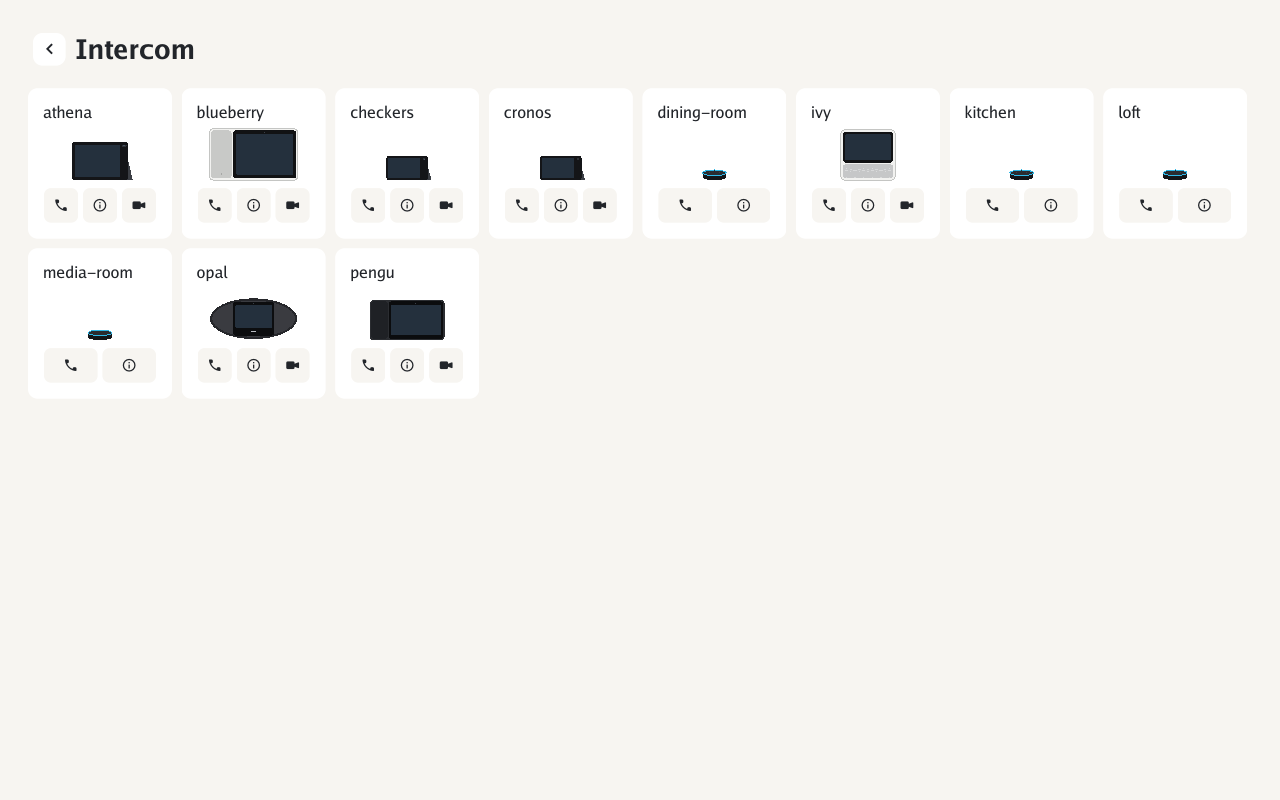 Intercom
athena
blueberry
checkers
cronos
dining-room
ivy
kitchen
loft
media-room
opal
pengu